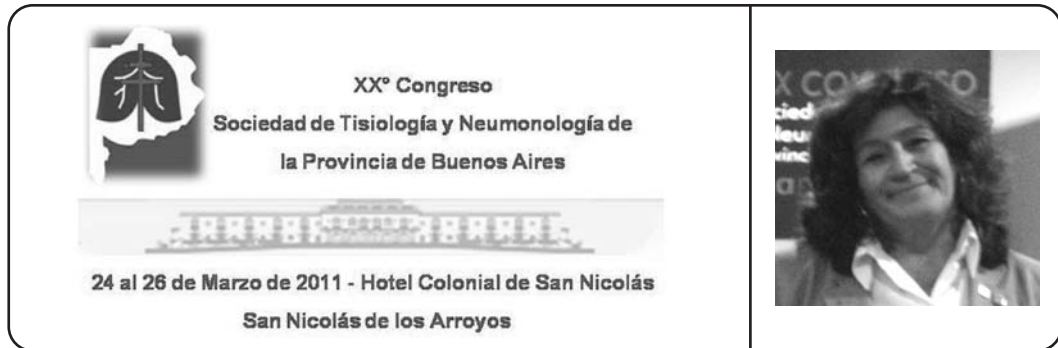 XX° Congreso
Sociedad de Tisiología y Neumonología de
la Provincia de Buenos Aires
24 al 26 de Marzo de 2011 - Hotel Colonial de San Nicolás
San Nicolás de los Arroyos